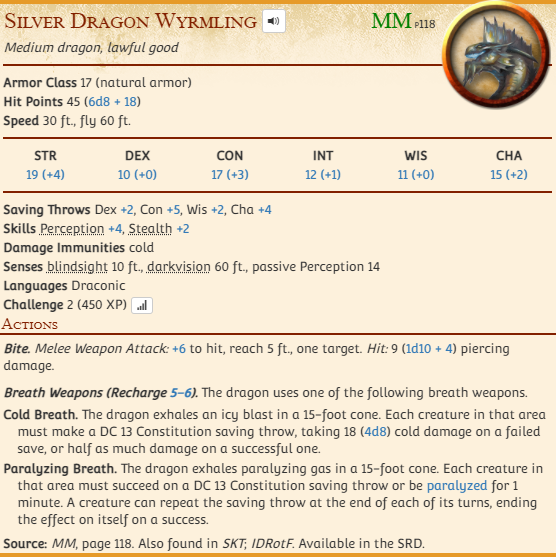 Silver Dragon Wyrmling MM p118
Medium dragon, lawful good
Armor Class 17 (natural armor)
Hit Points 45 (6d8 + 18)
Speed 30 ft., fly 60 ft.
STR DEX CON INT WIS CHA
19 (+4) 10 (+0) 17 (+3) 12 (+1) 11 (+0) 15 (+2)
Saving Throws Dex +2, Con +5, Wis +2, Cha +4
Skills Perception +4, Stealth +2
Damage Immunities cold
Senses blindsight 10 ft., darkvision 60 ft., passive Perception 14
Languages Draconic
Challenge 2 (450 XP)
Actions
Bite. Melee Weapon Attack: +6 to hit, reach 5 ft., one target. Hit: 9 (1d10 + 4) piercing
damage.
Breath Weapons (Recharge 5–6). The dragon uses one of the following breath weapons.
Cold Breath. The dragon exhales an icy blast in a 15-foot cone. Each creature in that area
must make a DC 13 Constitution saving throw, taking 18 (4d8) cold damage on a failed
save, or half as much damage on a successful one.
Paralyzing Breath. The dragon exhales paralyzing gas in a 15-foot cone. Each creature in
that area must succeed on a DC 13 Constitution saving throw or be paralyzed for 1
minute. A creature can repeat the saving throw at the end of each of its turns, ending
the effect on itself on a success.
Source: MM, page 118. Also found in SKT; IDRotF. Available in the SRD.